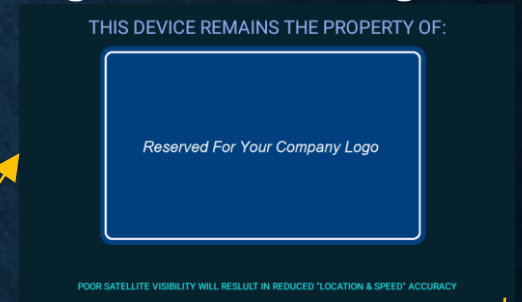 THIS DEVICE REMAINS THE PROPERTY OF:
Reserved For Your Company Logo
POOR SATELLITE VISIBILITY WILL RESLULT IN REDUCED "LOCATION & SPEED" ACCURACY